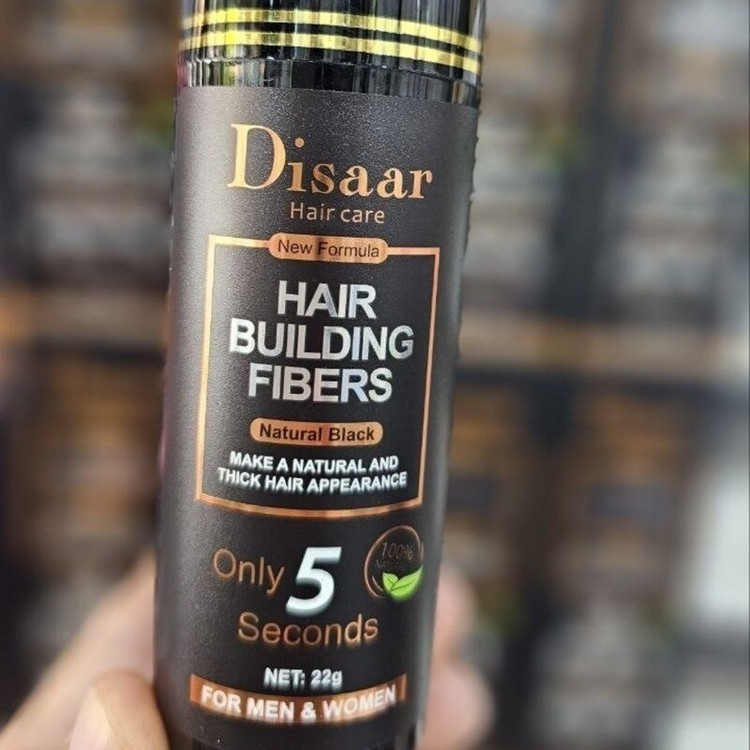 Disaar
Hair care
New Formula
HAIR
BUILDING
FIBERS
Natural Black
MAKE A NATURAL AND
THICK HAIR APPEARANCE
Only 5
100%
Seconds
NET: 22g
FOR MEN & WOMEN